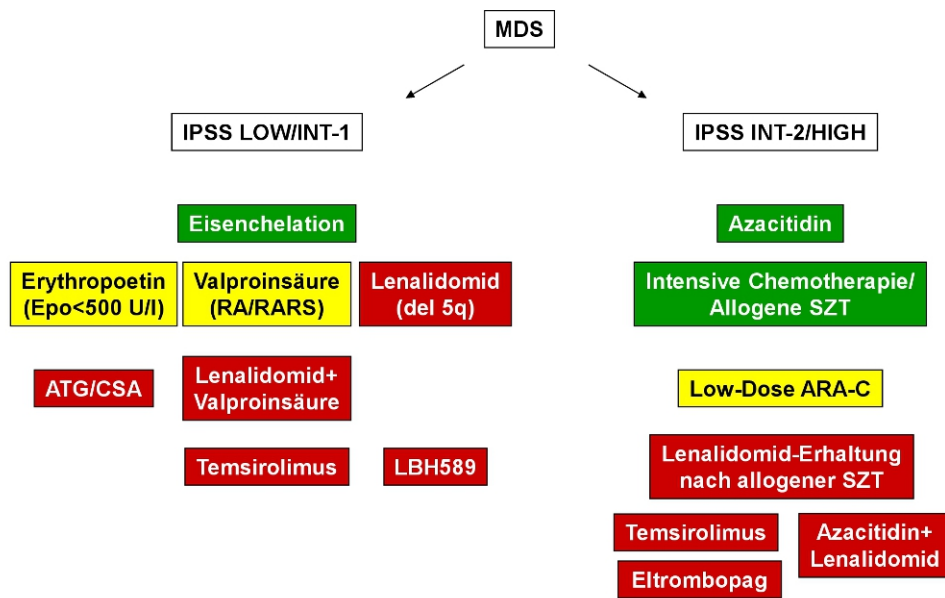 MDS
IPSS LOW/INT-1
IPSS INT-2/HIGH
Eisenchelation
Azacitidin
Erythropoetin
(Epo<500 U/l)
Valproinsäure
(RA/RARS)
Lenalidomid
(del 5q)
Intensive Chemotherapie/
Allogene SZT
ATG/CSA
Lenalidomid+
Valproinsäure
Low-Dose ARA-C
Temsirolimus
LBH589
Lenalidomid-Erhaltung
nach allogener SZT
Temsirolimus
Azacitidin+
Lenalidomid
Eltrombopag